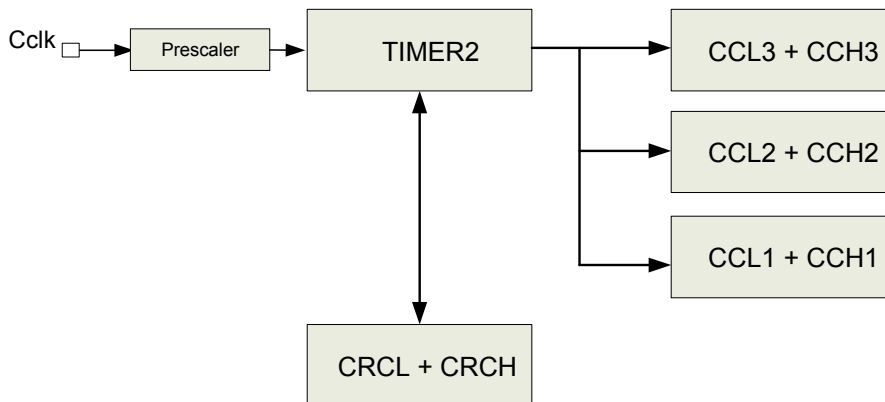 Cclk
Prescaler
TIMER2
CCL3 + CCH3
CCL2 + CCH2
CCL1 + CCH1
CRCL + CRCH